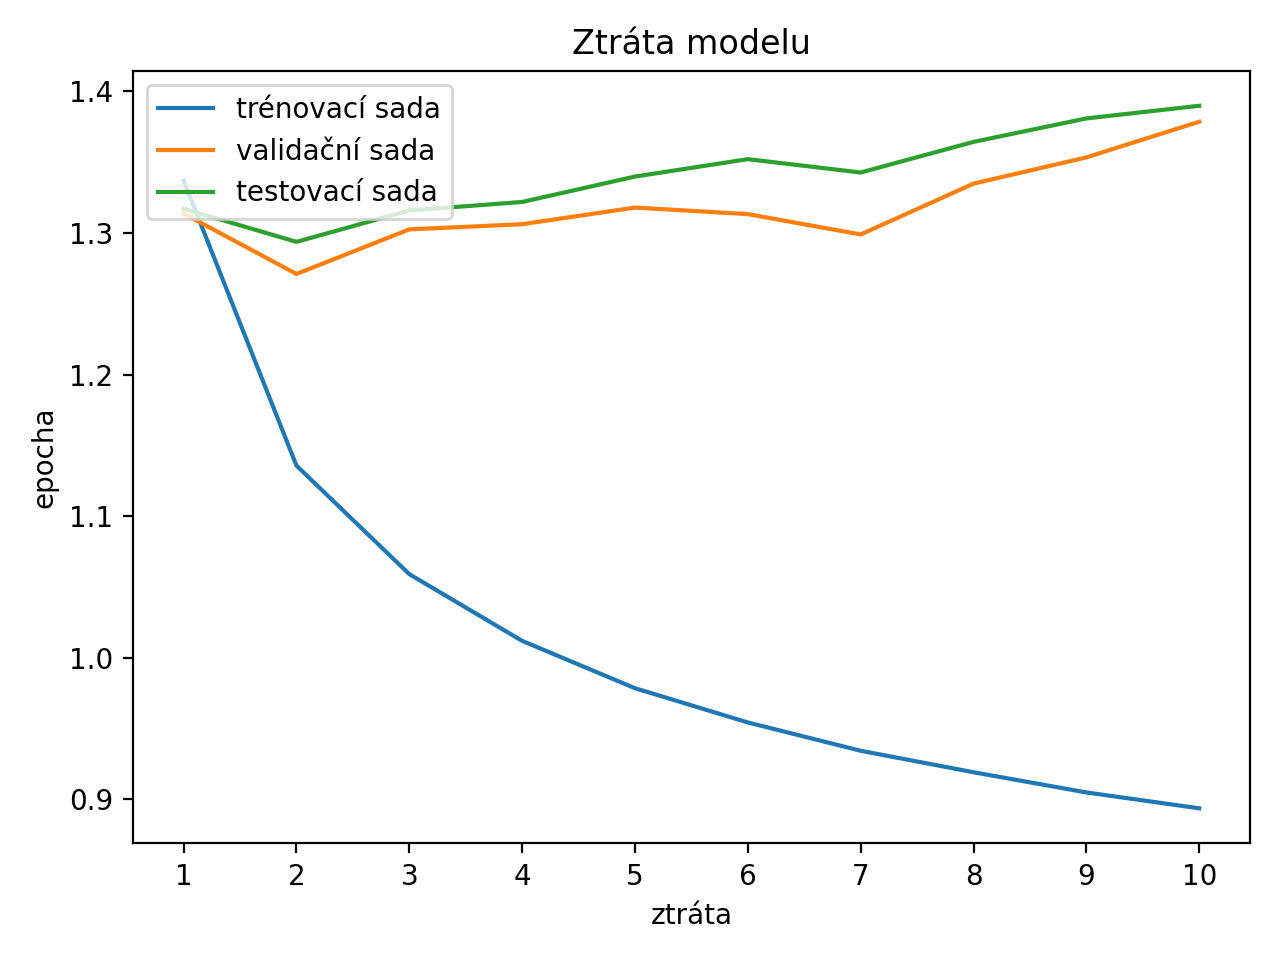 Ztráta modelu
trénovací sada
validační sada
testovací sada
epocha
1.4
1.3
1.2
1.1
1.0
0.9
1 2 3 4 5 6 7 8 9 10
ztráta